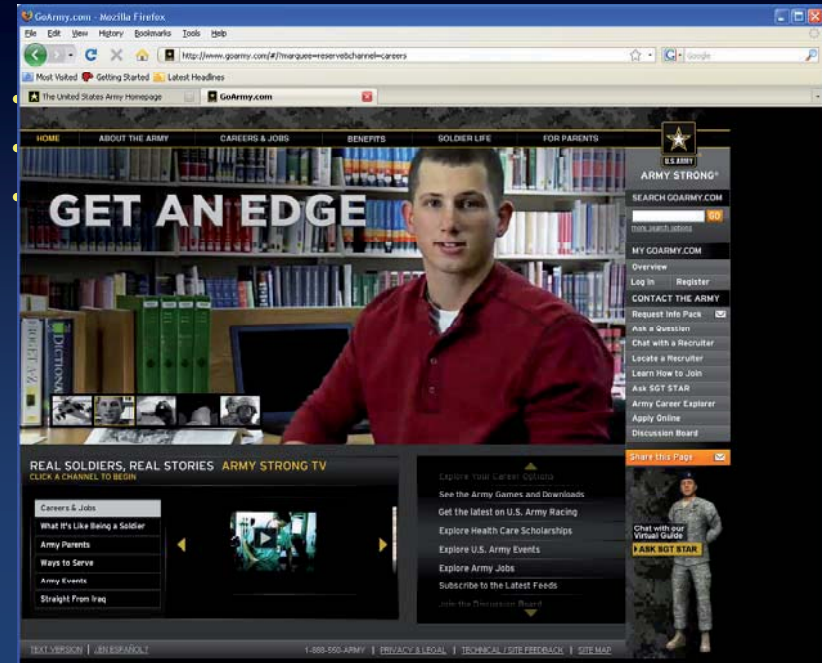 GoArmy.com - Mozilla Firefox
File Edit View History Bookmarks Tools Help
http://www.goarmy.com/#/?marquee=reserve&channel=careers
Google
Most Visited Getting Started Latest Headlines
The United States Army Homepage GoArmy.com
HOME ABOUT THE ARMY CAREERS & JOBS BENEFITS SOLDIER LIFE FOR PARENTS
U.S.ARMY
ARMY STRONG®
GET AN EDGE
DICTIONA
SEARCH GOARMY.COM
GO
more search options
MY GOARMY.COM
Overview
Log In Register
CONTACT THE ARMY
Request Info Pack
Ask a Question
Chat with a Recruiter
Locate a Recruiter
Learn How to Join
Ask SGT STAR
Army Career Explorer
Apply Online
Discussion Board
Share this Page
Chat with our
Virtual Guide
ASK SGT STAR
REAL SOLDIERS, REAL STORIES ARMY STRONG TV
CLICK A CHANNEL TO BEGIN
Careers & Jobs
What It's Like Being a Soldier
Army Parents
Ways to Serve
Army Events
Straight From Iraq
Explore Your Career Options
See the Army Games and Downloads
Get the latest on U.S. Army Racing
Explore Health Care Scholarships
Explore U.S. Army Events
Explore Army Jobs
Subscribe to the Latest Feeds
Join the Discussion Board
TEXT VERSION | ¿EN ESPAÑOL? 1-888-550-ARMY | PRIVACY & LEGAL | TECHNICAL / SITE FEEDBACK | SITE MAP